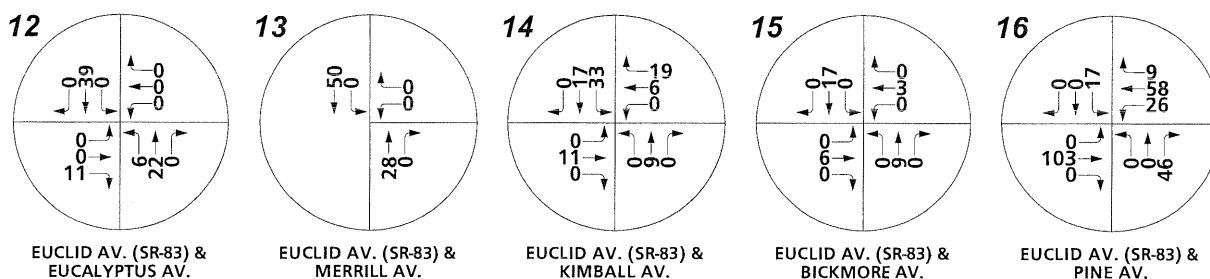 12
0 39 0
0
0
0
0
0
11
6 22 0
EUCLID AV. (SR-83) &
EUCALYPTUS AV.
13
50 0
0
0
28 0
EUCLID AV. (SR-83) &
MERRILL AV.
14
0 17 33
19
6
0
0
11
0
0 9 0
EUCLID AV. (SR-83) &
KIMBALL AV.
15
0 17 0
0
3
0
0
6
0
0 9 0
EUCLID AV. (SR-83) &
BICKMORE AV.
16
0 0 17
9
58
26
0
103
0
0 0 46
EUCLID AV. (SR-83) &
PINE AV.